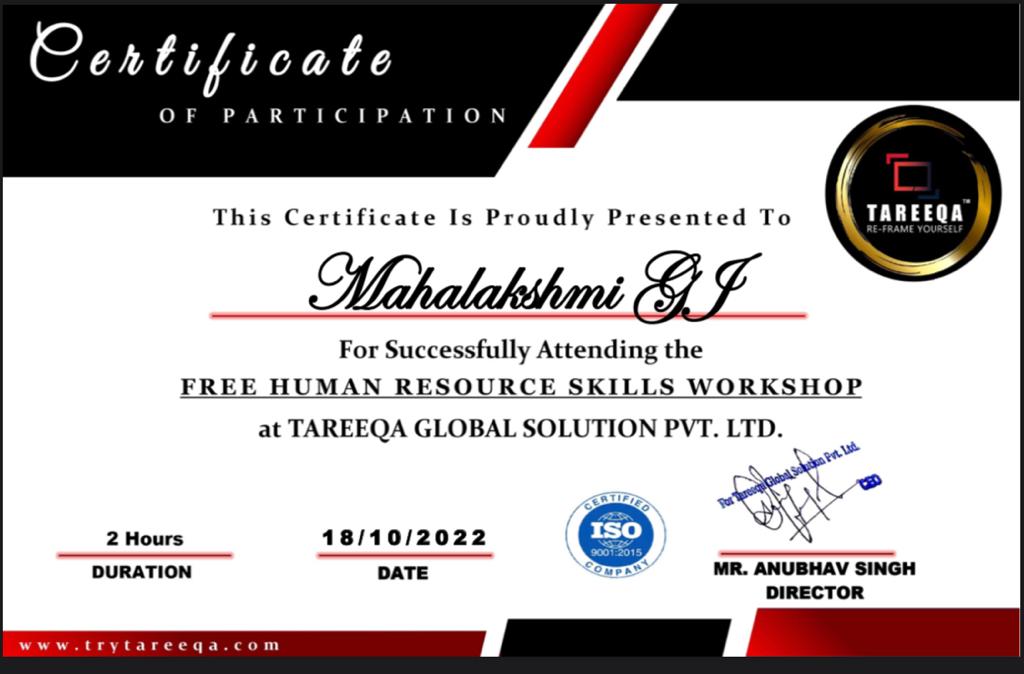 Certificate
OF PARTICIPATION
TAREEQA™
RE-FRAME YOURSELF
This Certificate Is Proudly Presented To
Mahalakshmi GJ
For Successfully Attending the
FREE HUMAN RESOURCE SKILLS WORKSHOP
at TAREEQA GLOBAL SOLUTION PVT. LTD.
For Tareeqa Global Solution Pvt. Ltd.
CEO
2 Hours
DURATION
18/10/2022
DATE
CERTIFIED
ISO
9001:2015
COMPANY
MR. ANUBHAV SINGH
DIRECTOR
www.trytareeqa.com